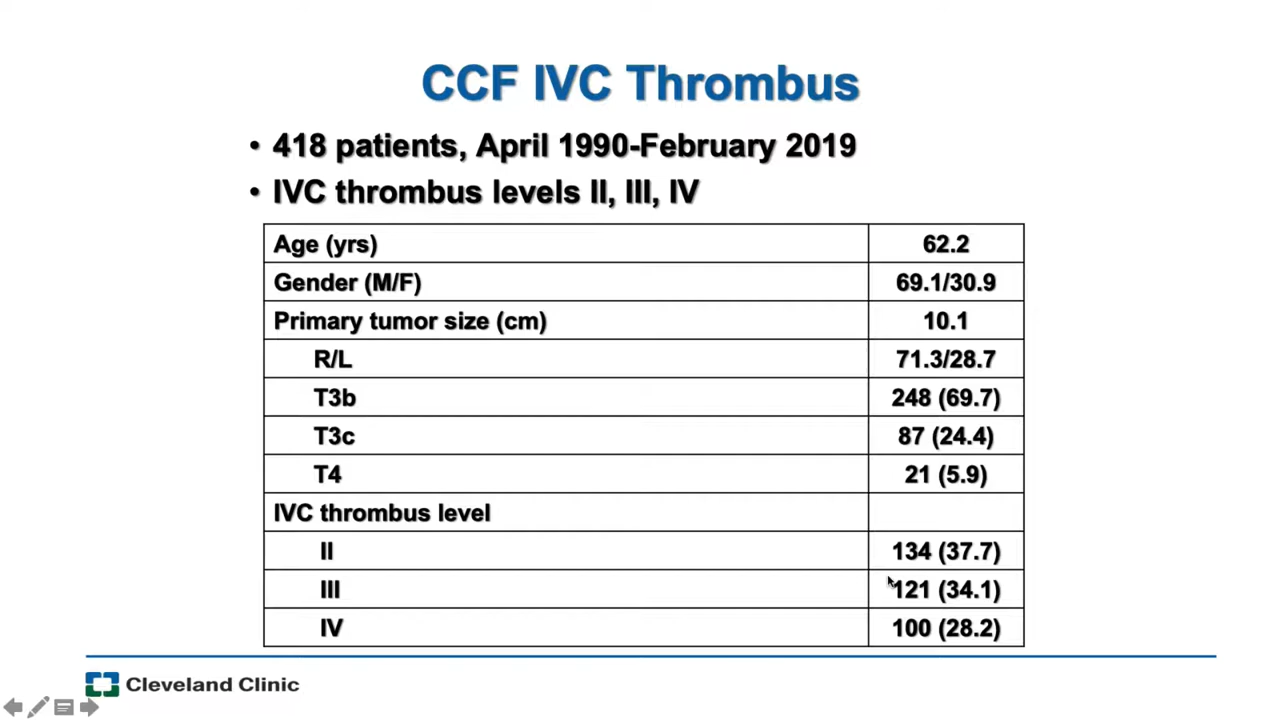 CCF IVC Thrombus
• 418 patients, April 1990-February 2019
• IVC thrombus levels II, III, IV
Age (yrs) 62.2
Gender (M/F) 69.1/30.9
Primary tumor size (cm) 10.1
R/L 71.3/28.7
T3b 248 (69.7)
T3c 87 (24.4)
T4 21 (5.9)
IVC thrombus level
II 134 (37.7)
III 121 (34.1)
IV 100 (28.2)
Cleveland Clinic